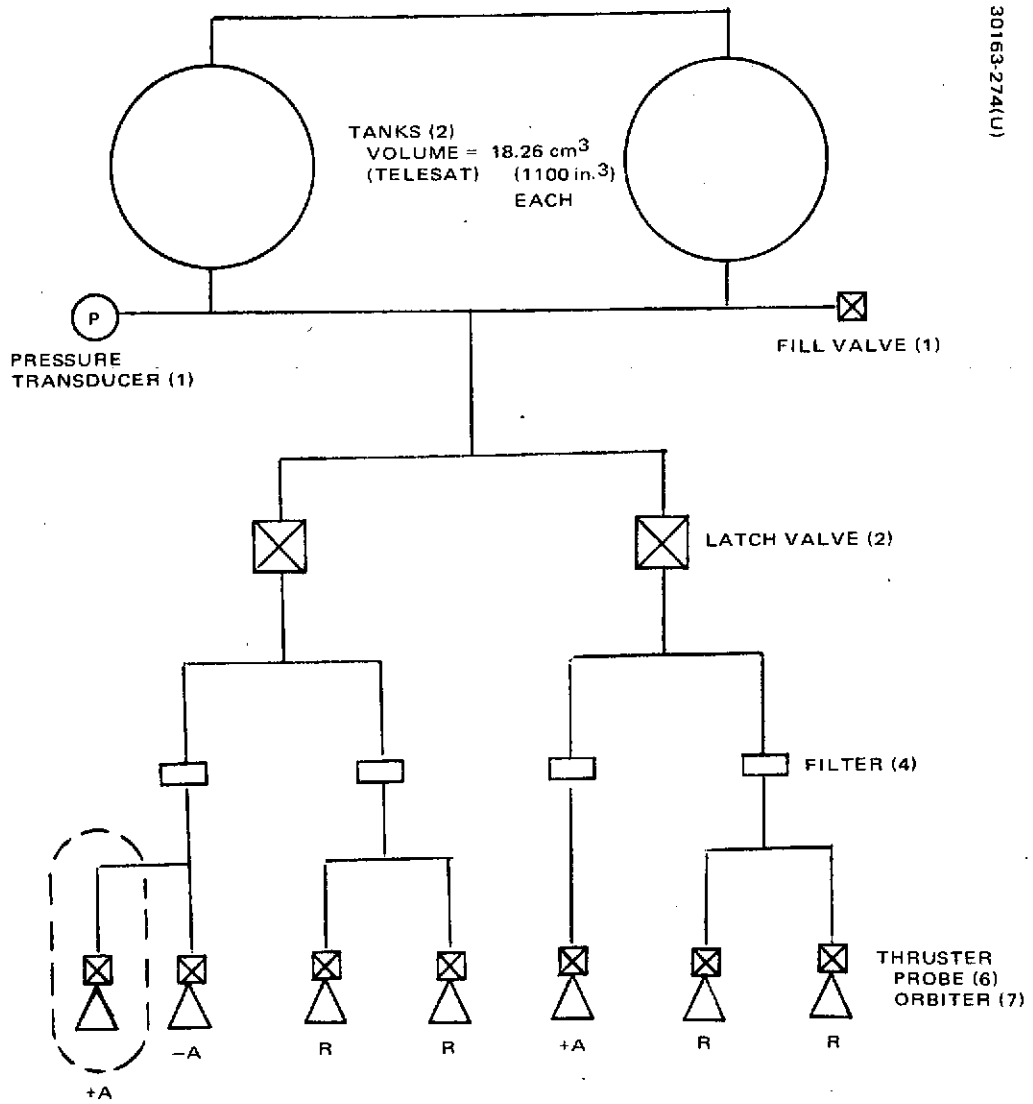 30163-274(U)
TANKS (2)
VOLUME = 18.26 cm³
(TELESAT) (1100 in.³)
EACH
P
PRESSURE
TRANSDUCER (1)
FILL VALVE (1)
LATCH VALVE (2)
FILTER (4)
THRUSTER
PROBE (6)
ORBITER (7)
–A
R
R
+A
R
R
+A